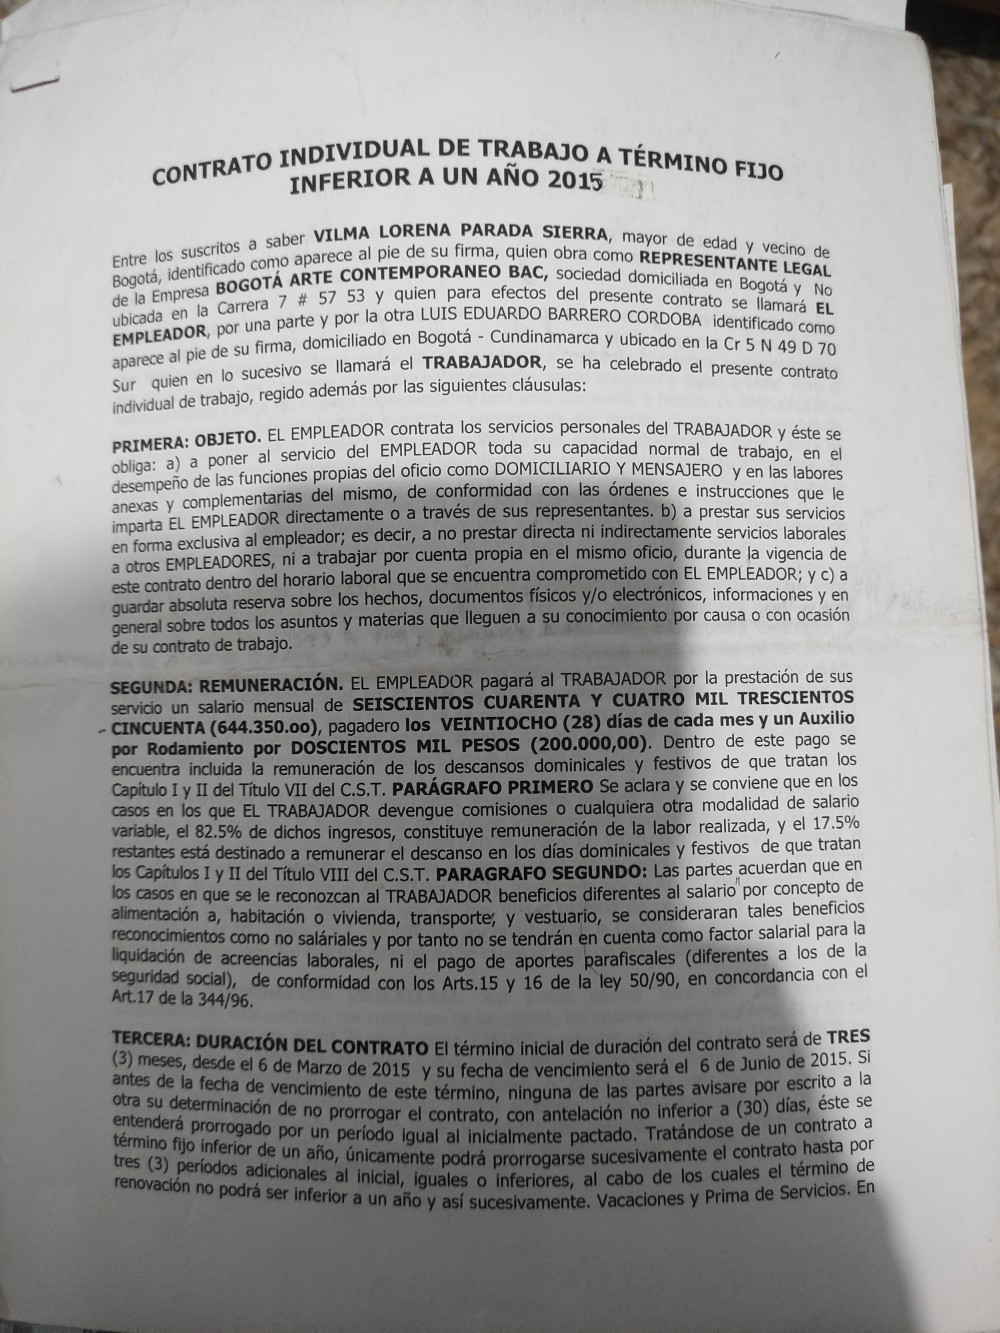 CONTRATO INDIVIDUAL DE TRABAJO A TÉRMINO FIJO
INFERIOR A UN AÑO 2015
Entre los suscritos a saber VILMA LORENA PARADA SIERRA, mayor de edad y vecino de
Bogotá, identificado como aparece al pie de su firma, quien obra como REPRESENTANTE LEGAL
de la Empresa BOGOTÁ ARTE CONTEMPORANEO BAC, sociedad domiciliada en Bogotá y No
ubicada en la Carrera 7 # 57 53 y quien para efectos del presente contrato se llamará EL
EMPLEADOR, por una parte y por la otra LUIS EDUARDO BARRERO CORDOBA identificado como
aparece al pie de su firma, domiciliado en Bogotá - Cundinamarca y ubicado en la Cr 5 N 49 D 70
Sur quien en lo sucesivo se llamará el TRABAJADOR, se ha celebrado el presente contrato
individual de trabajo, regido además por las siguientes cláusulas:
PRIMERA: OBJETO. EL EMPLEADOR contrata los servicios personales del TRABAJADOR y éste se
obliga: a) a poner al servicio del EMPLEADOR toda su capacidad normal de trabajo, en el
desempeño de las funciones propias del oficio como DOMICILIARIO Y MENSAJERO y en las labores
anexas y complementarias del mismo, de conformidad con las órdenes e instrucciones que le
imparta EL EMPLEADOR directamente o a través de sus representantes. b) a prestar sus servicios
en forma exclusiva al empleador; es decir, a no prestar directa ni indirectamente servicios laborales
a otros EMPLEADORES, ni a trabajar por cuenta propia en el mismo oficio, durante la vigencia de
este contrato dentro del horario laboral que se encuentra comprometido con EL EMPLEADOR; y c) a
guardar absoluta reserva sobre los hechos, documentos físicos y/o electrónicos, informaciones y en
general sobre todos los asuntos y materias que lleguen a su conocimiento por causa o con ocasión
de su contrato de trabajo.
SEGUNDA: REMUNERACIÓN. EL EMPLEADOR pagará al TRABAJADOR por la prestación de sus
servicio un salario mensual de SEISCIENTOS CUARENTA Y CUATRO MIL TRESCIENTOS
CINCUENTA (644.350.oo), pagadero los VEINTIOCHO (28) días de cada mes y un Auxilio
por Rodamiento por DOSCIENTOS MIL PESOS (200.000,00). Dentro de este pago se
encuentra incluida la remuneración de los descansos dominicales y festivos de que tratan los
Capítulo I y II del Título VII del C.S.T. PARÁGRAFO PRIMERO Se aclara y se conviene que en los
casos en los que EL TRABAJADOR devengue comisiones o cualquiera otra modalidad de salario
variable, el 82.5% de dichos ingresos, constituye remuneración de la labor realizada, y el 17.5%
restantes está destinado a remunerar el descanso en los días dominicales y festivos de que tratan
los Capítulos I y II del Título VIII del C.S.T. PARAGRAFO SEGUNDO: Las partes acuerdan que en
los casos en que se le reconozcan al TRABAJADOR beneficios diferentes al salario por concepto de
alimentación a, habitación o vivienda, transporte, y vestuario, se consideraran tales beneficios
reconocimientos como no saláriales y por tanto no se tendrán en cuenta como factor salarial para la
liquidación de acreencias laborales, ni el pago de aportes parafiscales (diferentes a los de la
seguridad social), de conformidad con los Arts.15 y 16 de la ley 50/90, en concordancia con el
Art.17 de la 344/96.
TERCERA: DURACIÓN DEL CONTRATO El término inicial de duración del contrato será de TRES
(3) meses, desde el 6 de Marzo de 2015 y su fecha de vencimiento será el 6 de Junio de 2015. Si
antes de la fecha de vencimiento de este término, ninguna de las partes avisare por escrito a la
otra su determinación de no prorrogar el contrato, con antelación no inferior a (30) días, éste se
entenderá prorrogado por un período igual al inicialmente pactado. Tratándose de un contrato a
término fijo inferior de un año, únicamente podrá prorrogarse sucesivamente el contrato hasta por
tres (3) períodos adicionales al inicial, iguales o inferiores, al cabo de los cuales el término de
renovación no podrá ser inferior a un año y así sucesivamente. Vacaciones y Prima de Servicios. En